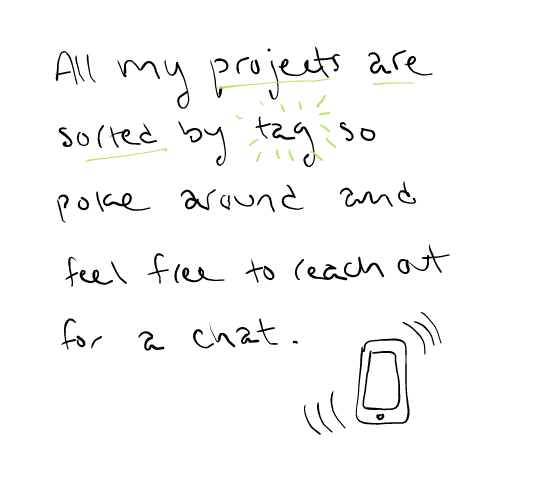 All my projects are
sorted by tag so
poke around and
feel free to reach out
for a chat.